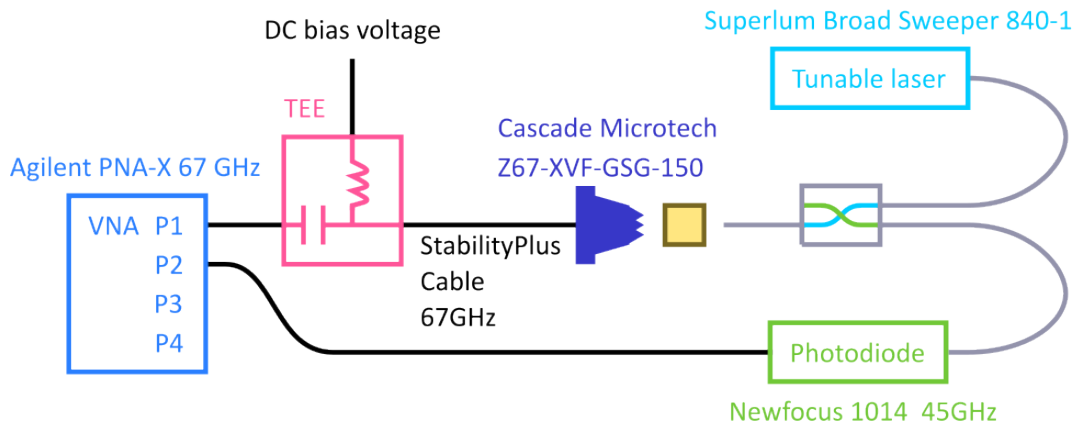 Superlum Broad Sweeper 840-1
DC bias voltage
Tunable laser
TEE
Cascade Microtech
Z67-XVF-GSG-150
Agilent PNA-X 67 GHz
VNA P1
P2
P3
P4
StabilityPlus
Cable
67GHz
Photodiode
Newfocus 1014 45GHz